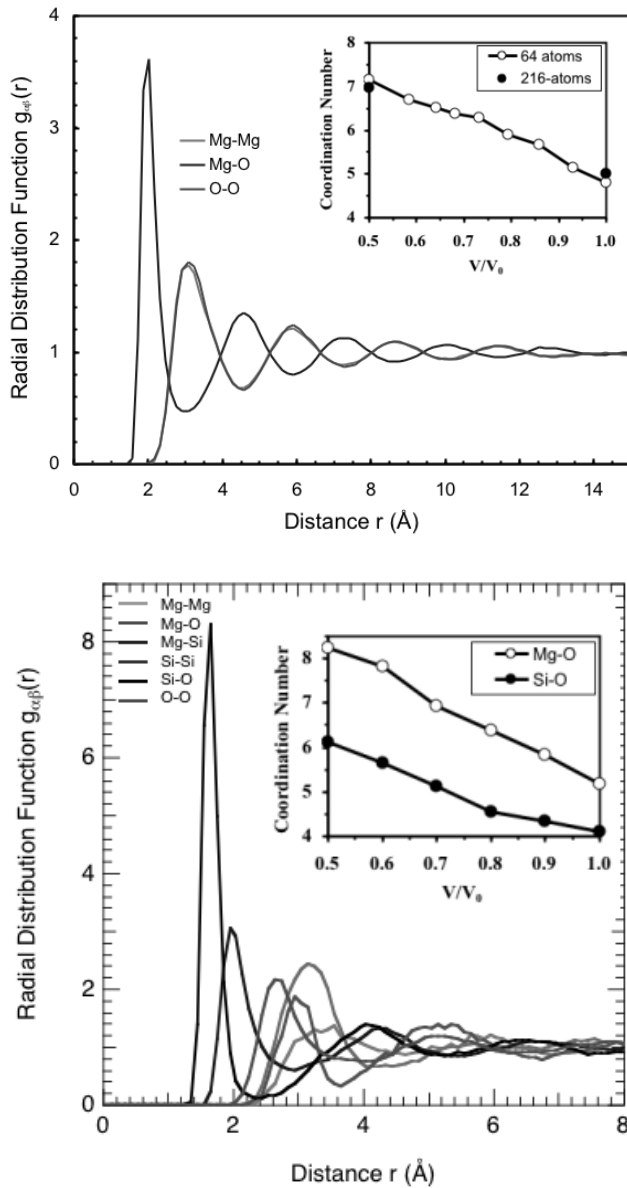 Radial Distribution Function gαβ(r)
4
3
2
1
0
0 2 4 6 8 10 12 14
Distance r (Å)
Mg-Mg
Mg-O
O-O
Coordination Number
8
7
6
5
4
0.5 0.6 0.7 0.8 0.9 1.0
V/V0
64 atoms
216-atoms
Radial Distribution Function gαβ(r)
8
6
4
2
0
0 2 4 6 8
Distance r (Å)
Mg-Mg
Mg-O
Mg-Si
Si-Si
Si-O
O-O
Coordination Number
8
7
6
5
4
0.5 0.6 0.7 0.8 0.9 1.0
V/V0
Mg-O
Si-O